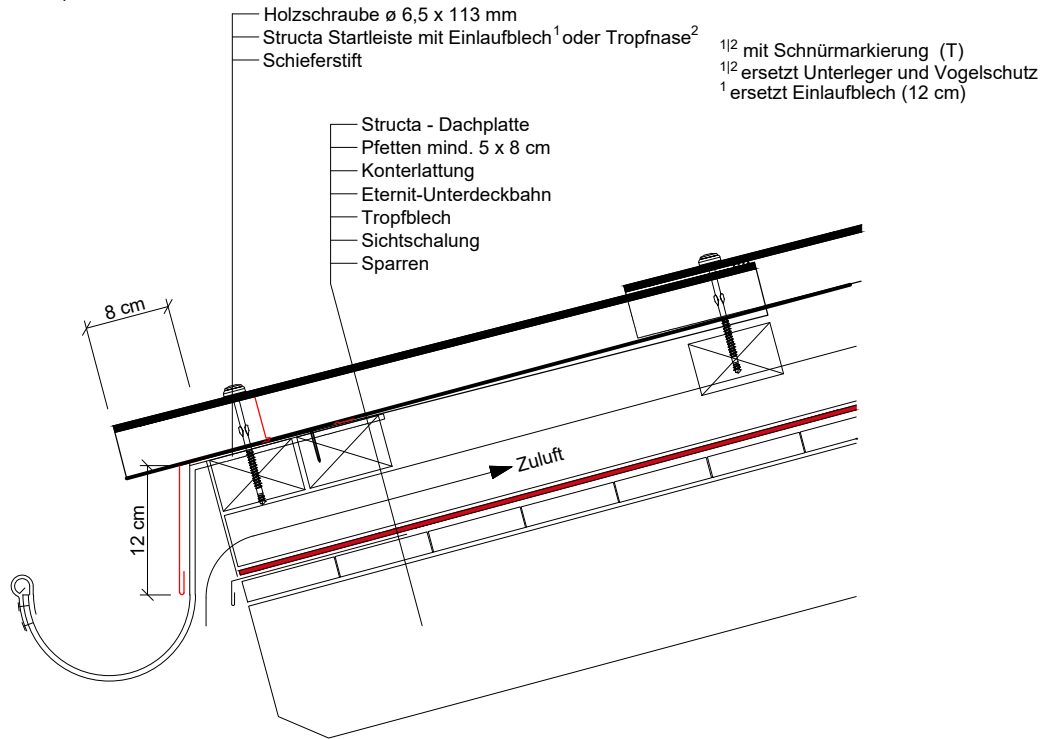 Holzschraube ø 6,5 x 113 mm
Structa Startleiste mit Einlaufblech¹ oder Tropfnase²
Schieferstift
¹|² mit Schnürmarkierung (T)
¹|² ersetzt Unterleger und Vogelschutz
¹ ersetzt Einlaufblech (12 cm)
Structa - Dachplatte
Pfetten mind. 5 x 8 cm
Konterlattung
Eternit-Unterdeckbahn
Tropfblech
Sichtschalung
Sparren
8 cm
Zuluft
12 cm